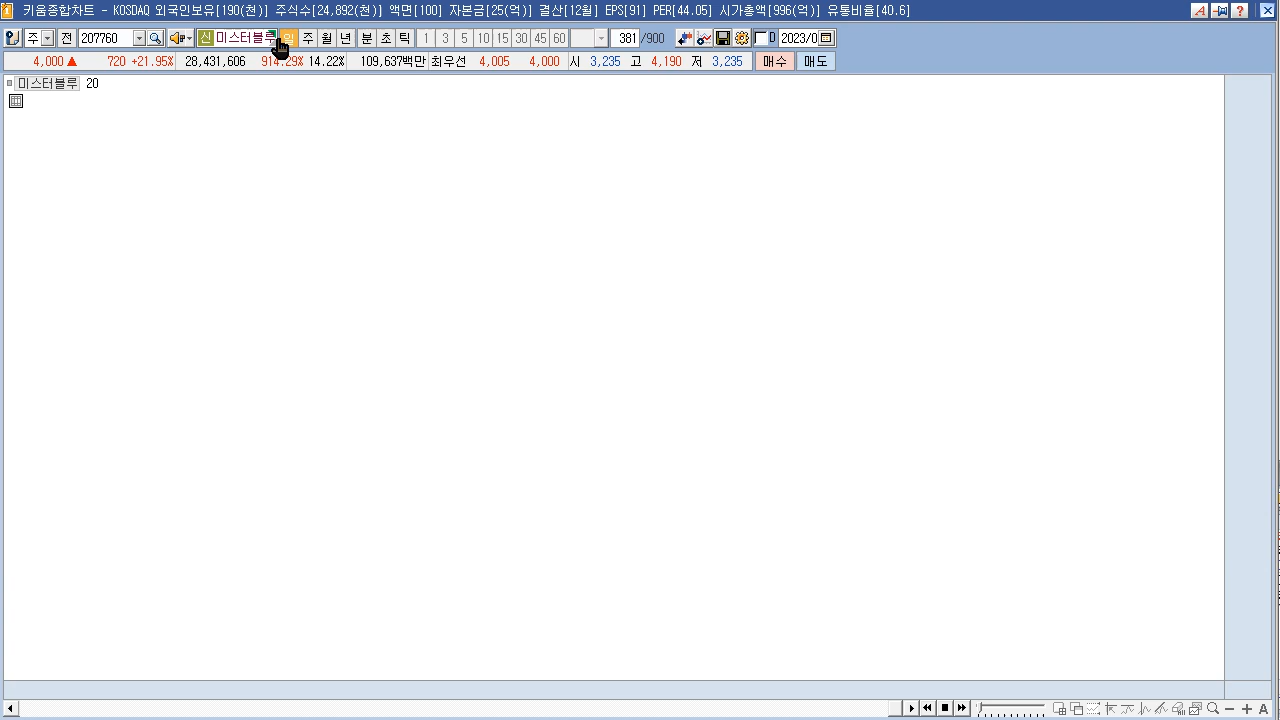 키움종합차트 - KOSDAQ 외국인보유[190(천)] 주식수[24,892(천)] 액면[100] 자본금[25(억)] 결산[12월] EPS[91] PER[44.05] 시가총액[996(억)] 유통비율[40.6]
주 전 207760 신 미스터블루 일 주 월 년 분 초 틱 1 3 5 10 15 30 45 60 381 /900 D 2023/0
4,000 ▲ 720 +21.95% 28,431,606 914.29% 14.22% 109,637백만 최우선 4,005 4,000 시 3,235 고 4,190 저 3,235 매수 매도
미스터블루 20